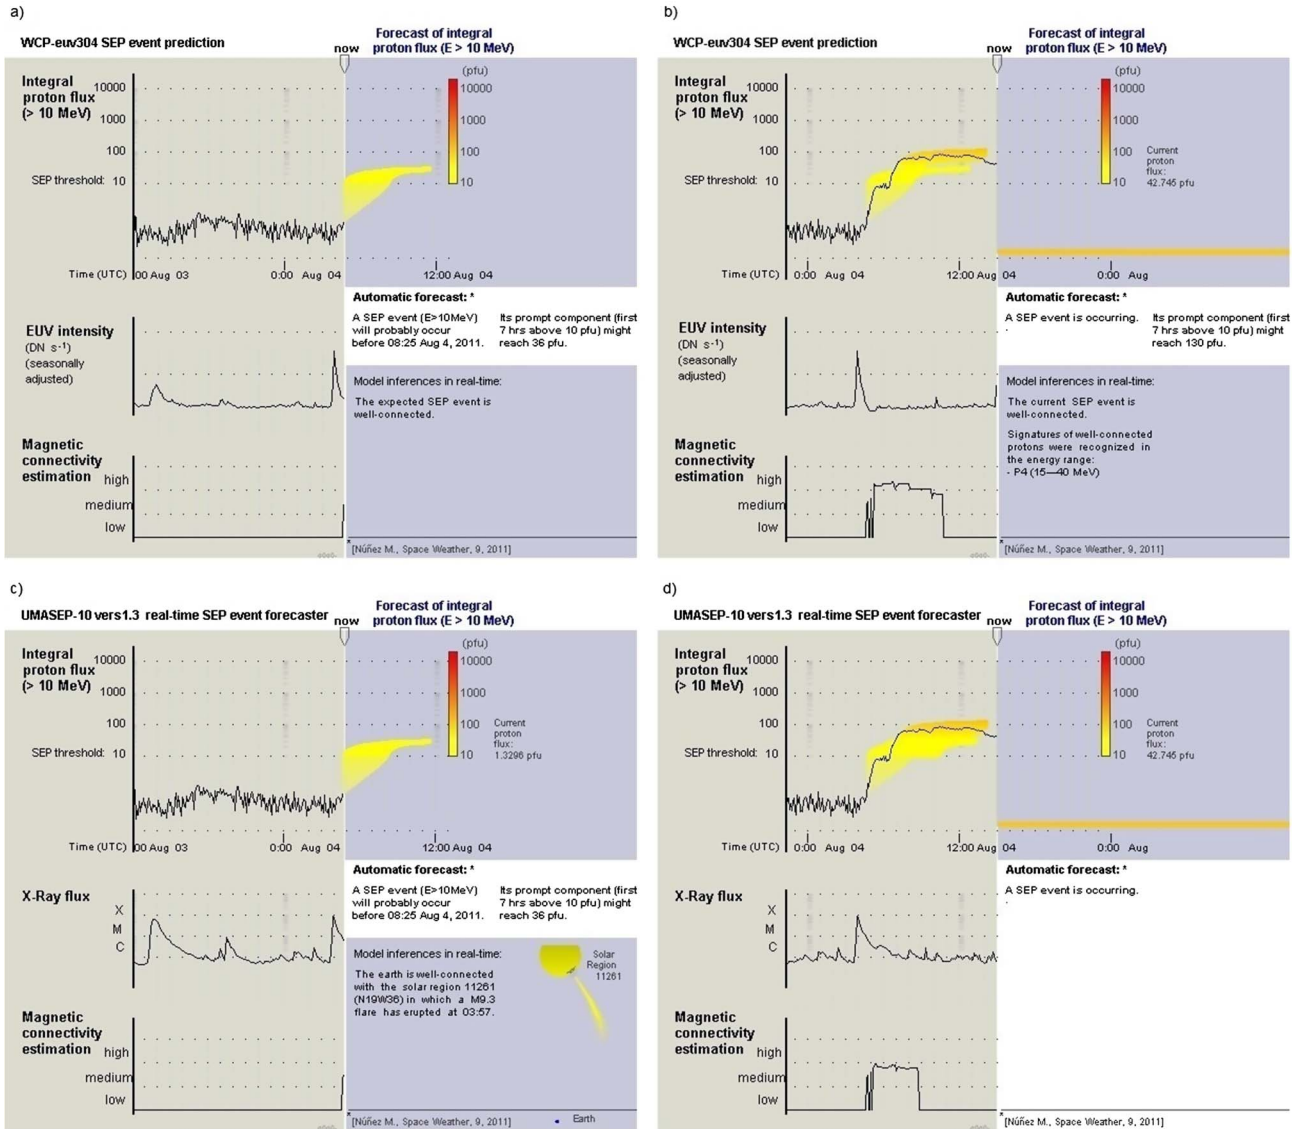 a)
WCP-euv304 SEP event prediction
Forecast of integral
proton flux (E > 10 MeV)
now
Integral
proton flux
(> 10 MeV)
10000
1000
100
SEP threshold: 10
(pfu)
10000
1000
100
10
Time (UTC)
00 Aug 03
0:00 Aug 04
12:00 Aug 04
EUV intensity
(DN s-1)
(seasonally
adjusted)
Automatic forecast: *
A SEP event (E>10MeV)
will probably occur
before 08:25 Aug 4, 2011.
Its prompt component (first
7 hrs above 10 pfu) might
reach 36 pfu.
Model inferences in real-time:
The expected SEP event is
well-connected.
Magnetic
connectivity
estimation
high
medium
low
* [Núñez M., Space Weather, 9, 2011]
b)
WCP-euv304 SEP event prediction
Forecast of integral
proton flux (E > 10 MeV)
now
Integral
proton flux
(> 10 MeV)
10000
1000
100
SEP threshold: 10
(pfu)
10000
1000
100
10
Current
proton
flux:
42.745 pfu
Time (UTC)
0:00 Aug 04
12:00 Aug 04
0:00 Aug
EUV intensity
(DN s-1)
(seasonally
adjusted)
Automatic forecast: *
A SEP event is occurring.
.
Its prompt component (first
7 hrs above 10 pfu) might
reach 130 pfu.
Model inferences in real-time:
The current SEP event is
well-connected.
Signatures of well-connected
protons were recognized in
the energy range:
- P4 (15—40 MeV)
Magnetic
connectivity
estimation
high
medium
low
* [Núñez M., Space Weather, 9, 2011]
c)
UMASEP-10 vers1.3 real-time SEP event forecaster
Forecast of integral
proton flux (E > 10 MeV)
now
Integral
proton flux
(> 10 MeV)
10000
1000
100
SEP threshold: 10
(pfu)
10000
1000
100
10
Current
proton
flux:
1.3296 pfu
Time (UTC)
00 Aug 03
0:00 Aug 04
12:00 Aug 04
X-Ray flux
X
M
C
Automatic forecast: *
A SEP event (E>10MeV)
will probably occur
before 08:25 Aug 4, 2011.
Its prompt component (first
7 hrs above 10 pfu) might
reach 36 pfu.
Model inferences in real-time:
The earth is well-connected
with the solar region 11261
(N19W36) in which a M9.3
flare has erupted at 03:57.
Solar
Region
11261
Magnetic
connectivity
estimation
high
medium
low
* [Núñez M., Space Weather, 9, 2011]
Earth
d)
UMASEP-10 vers1.3 real-time SEP event forecaster
Forecast of integral
proton flux (E > 10 MeV)
now
Integral
proton flux
(> 10 MeV)
10000
1000
100
SEP threshold: 10
(pfu)
10000
1000
100
10
Current
proton
flux:
42.745 pfu
Time (UTC)
0:00 Aug 04
12:00 Aug 04
0:00 Aug
X-Ray flux
X
M
C
Automatic forecast: *
A SEP event is occurring.
.
Magnetic
connectivity
estimation
high
medium
low
* [Núñez M., Space Weather, 9, 2011]